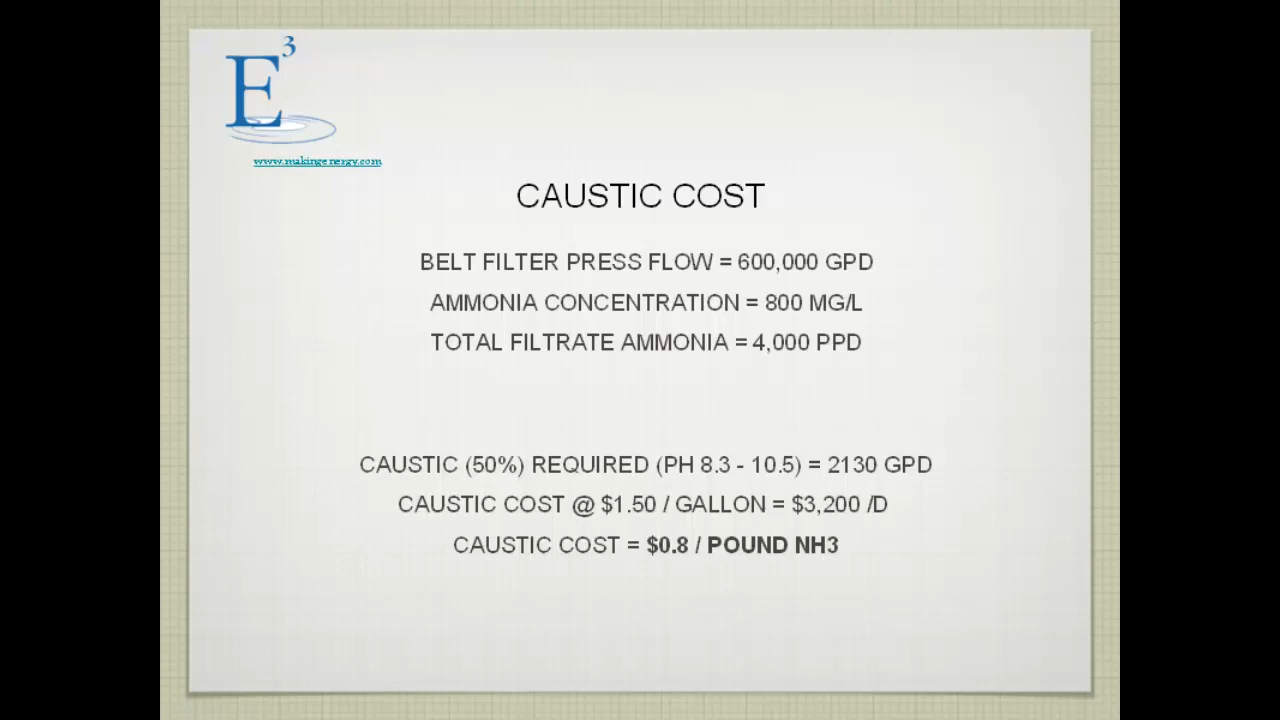 E3
www.makingenergy.com
CAUSTIC COST
BELT FILTER PRESS FLOW = 600,000 GPD
AMMONIA CONCENTRATION = 800 MG/L
TOTAL FILTRATE AMMONIA = 4,000 PPD
CAUSTIC (50%) REQUIRED (PH 8.3 - 10.5) = 2130 GPD
CAUSTIC COST @ $1.50 / GALLON = $3,200 /D
CAUSTIC COST = $0.8 / POUND NH3